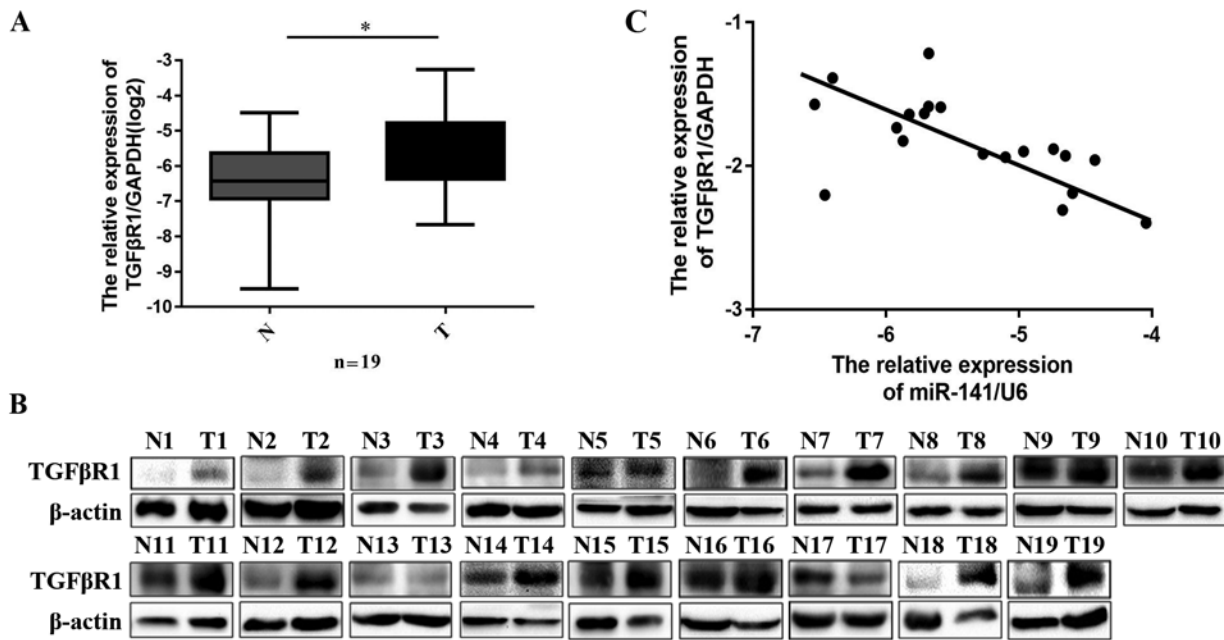 A
*
The relative expression of
TGFβR1/GAPDH(log2)
-3
-4
-5
-6
-7
-8
-9
-10
N
T
n=19
C
The relative expression
of TGFβR1/GAPDH
-1
-2
-3
-7
-6
-5
-4
The relative expression
of miR-141/U6
B
N1 T1 N2 T2 N3 T3 N4 T4 N5 T5 N6 T6 N7 T7 N8 T8 N9 T9 N10 T10
TGFβR1
β-actin
N11 T11 N12 T12 N13 T13 N14 T14 N15 T15 N16 T16 N17 T17 N18 T18 N19 T19
TGFβR1
β-actin